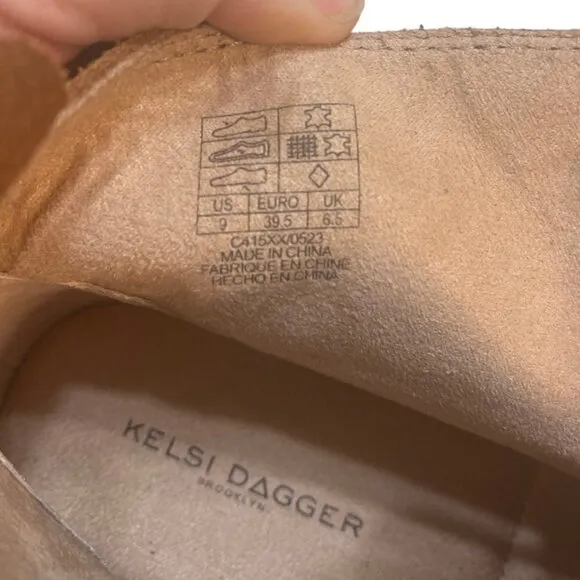 US EURO UK
9 39.5 6.5
C415XX/0523
MADE IN CHINA
FABRIQUE EN CHINE
HECHO EN CHINA
KELSI DAGGER
BROOKLYN